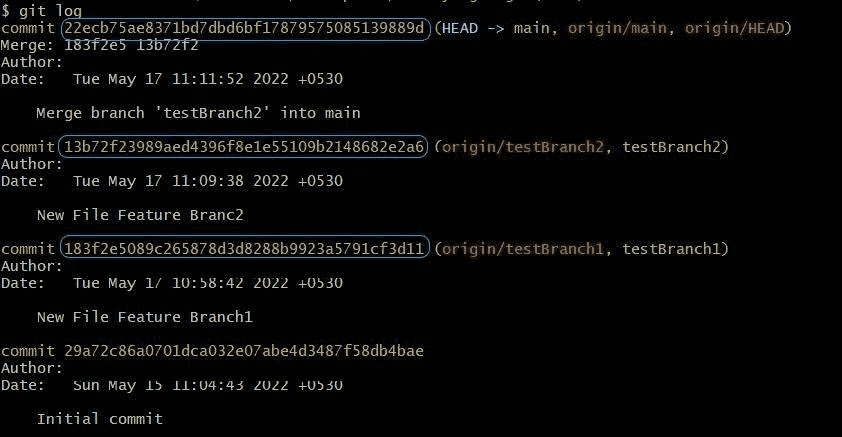 $ git log
commit 22ecb75ae8371bd7dbd6bf17879575085139889d (HEAD -> main, origin/main, origin/HEAD)
Merge: 183f2e5 13b72f2
Author:
Date:   Tue May 17 11:11:52 2022 +0530
    Merge branch 'testBranch2' into main
commit 13b72f23989aed4396f8e1e55109b2148682e2a6 (origin/testBranch2, testBranch2)
Author:
Date:   Tue May 17 11:09:38 2022 +0530
    New File Feature Branc2
commit 183f2e5089c265878d3d8288b9923a5791cf3d11 (origin/testBranch1, testBranch1)
Author:
Date:   Tue May 17 10:58:42 2022 +0530
    New File Feature Branch1
commit 29a72c86a0701dca032e07abe4d3487f58db4bae
Author:
Date:   Sun May 15 11:04:43 2022 +0530
    Initial commit